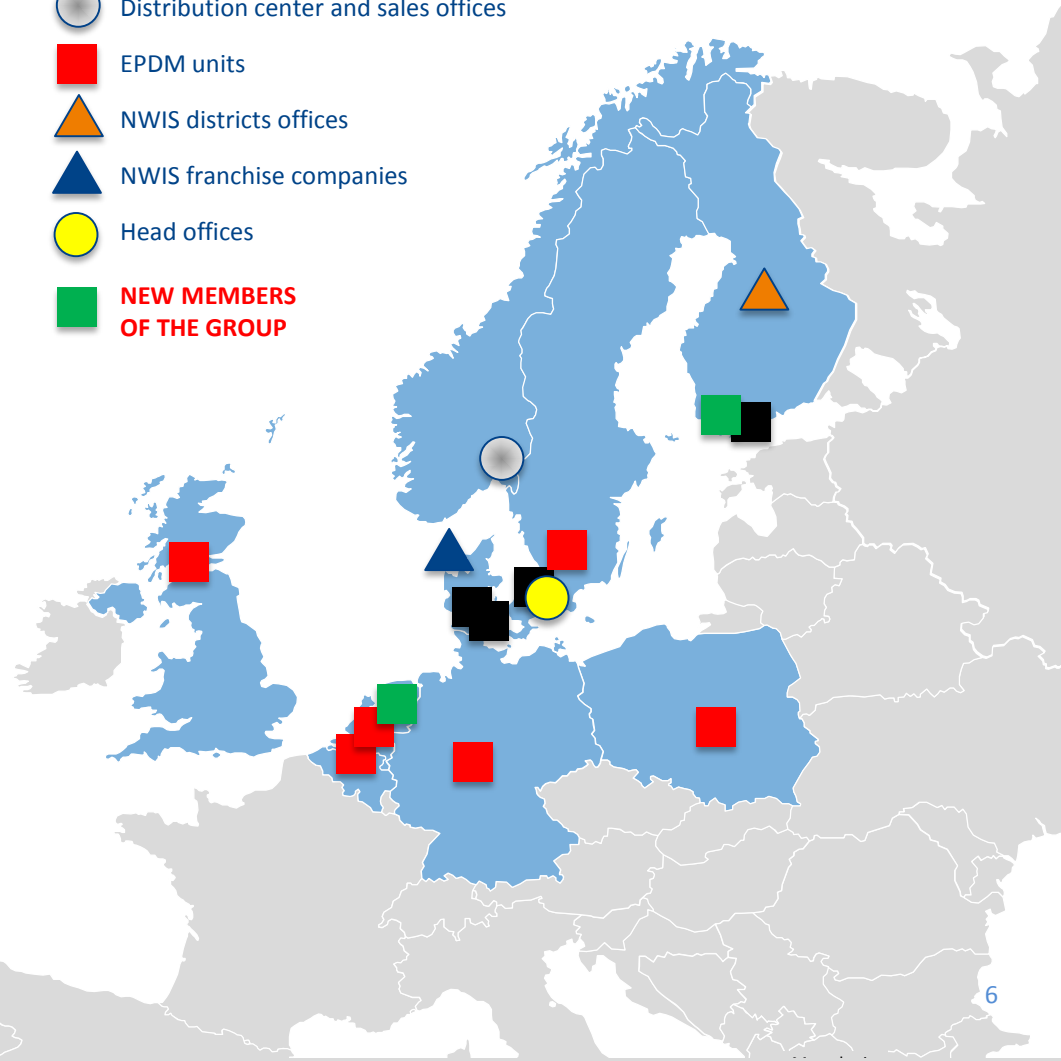 Distribution center and sales offices
EPDM units
NWIS districts offices
NWIS franchise companies
Head offices
NEW MEMBERS
OF THE GROUP
6